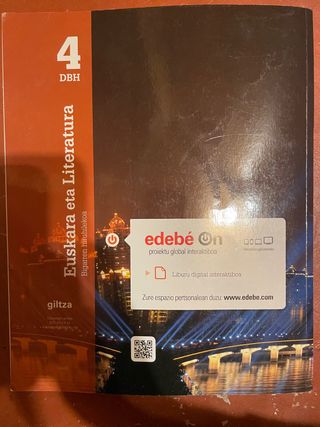 4
DBH
Euskara eta Literatura
Bigarren hiruhilekoa
giltza
edebé On
proiektu global interaktiboa
Liburu digital interaktiboa
Zure espazio pertsonalean duzu: www.edebe.com